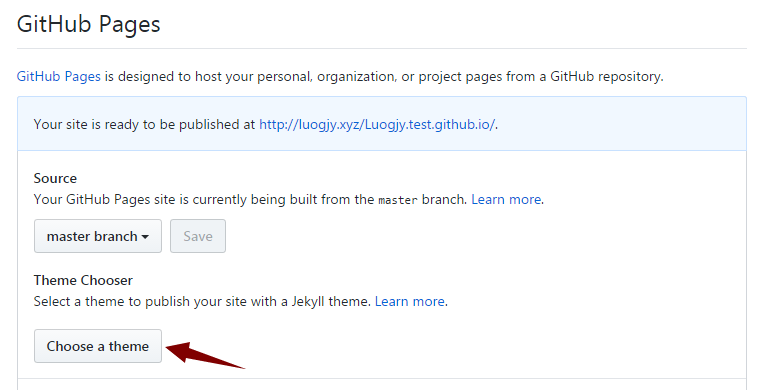 GitHub Pages
GitHub Pages is designed to host your personal, organization, or project pages from a GitHub repository.
Your site is ready to be published at http://luogjy.xyz/Luogjy.test.github.io/.
Source
Your GitHub Pages site is currently being built from the master branch. Learn more.
master branch Save
Theme Chooser
Select a theme to publish your site with a Jekyll theme. Learn more.
Choose a theme